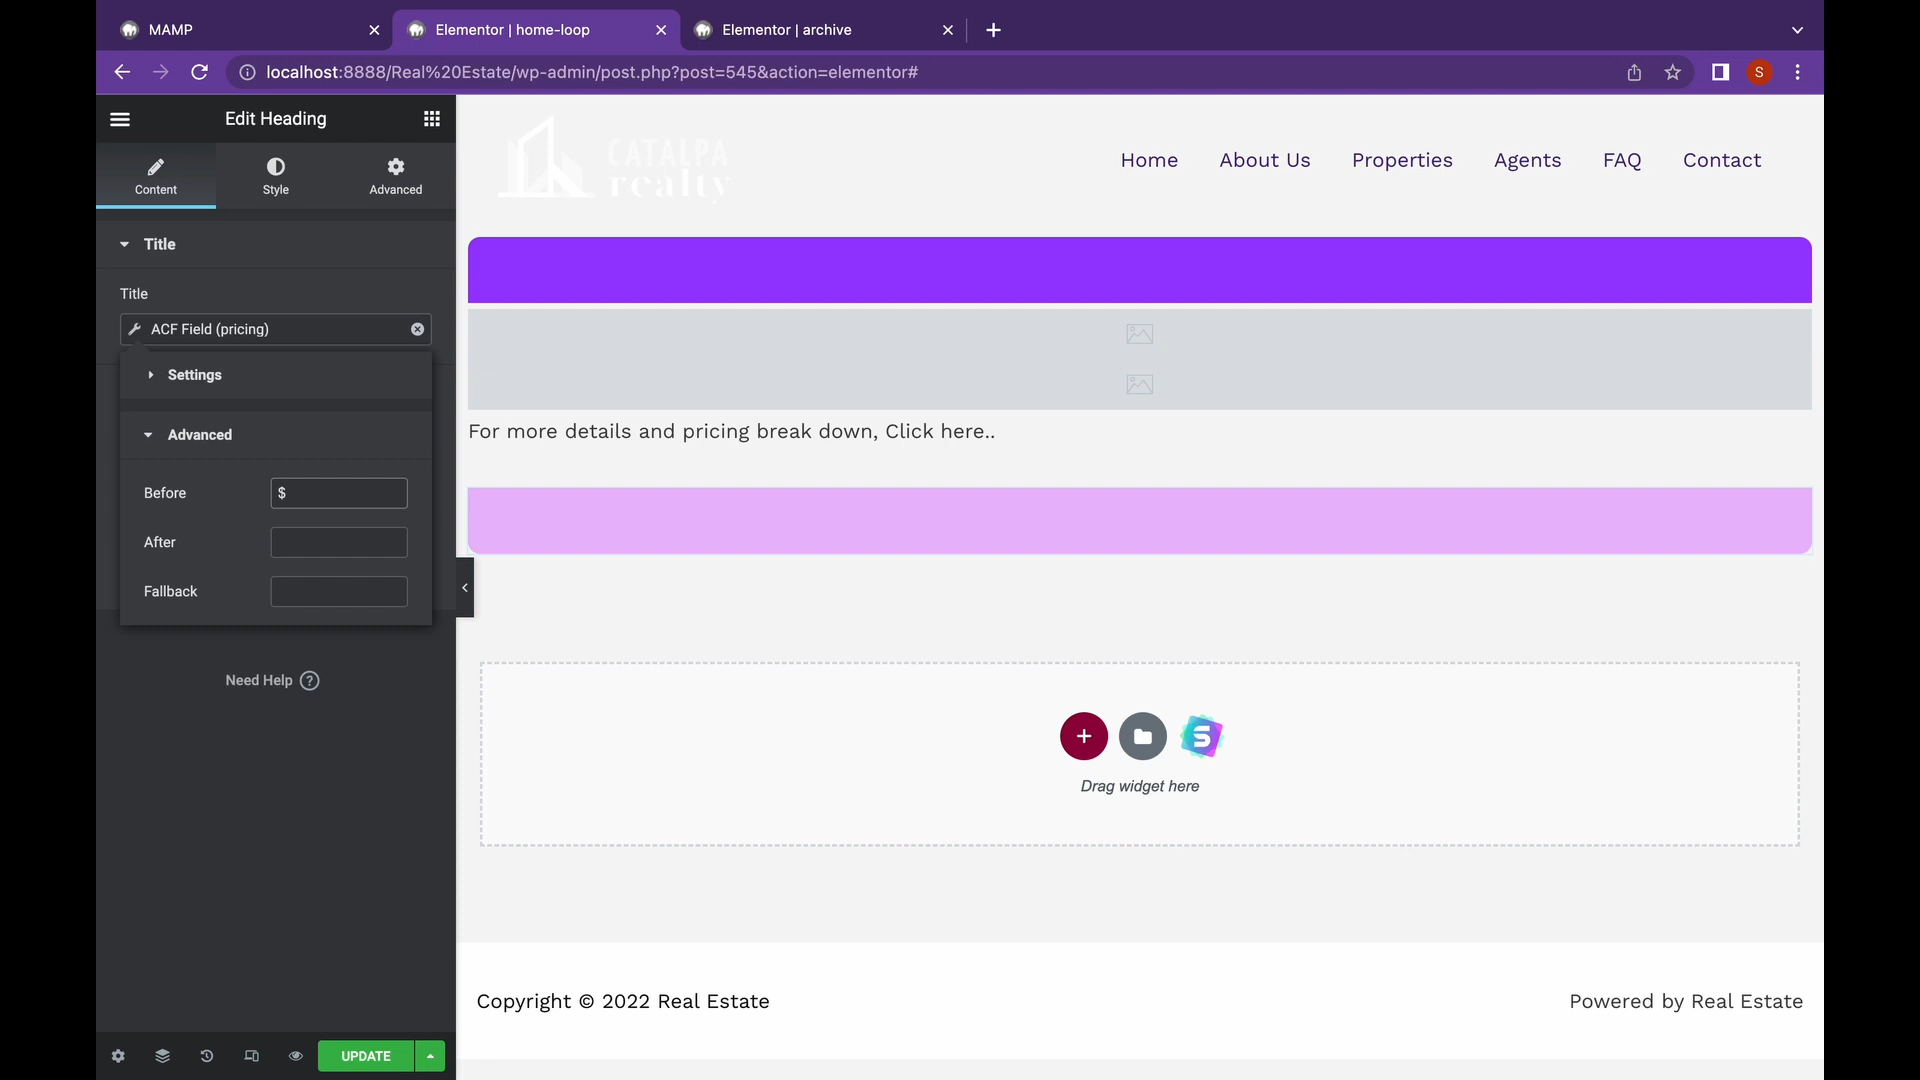 MAMP
Elementor | home-loop
Elementor | archive
localhost:8888/Real%20Estate/wp-admin/post.php?post=545&action=elementor#
S
Edit Heading
Content
Style
Advanced
Title
Title
ACF Field (pricing)
Settings
Advanced
Before
$
After
Fallback
Need Help ?
UPDATE
CATALPA
realty
Home
About Us
Properties
Agents
FAQ
Contact
For more details and pricing break down, Click here..
S
Drag widget here
Copyright © 2022 Real Estate
Powered by Real Estate